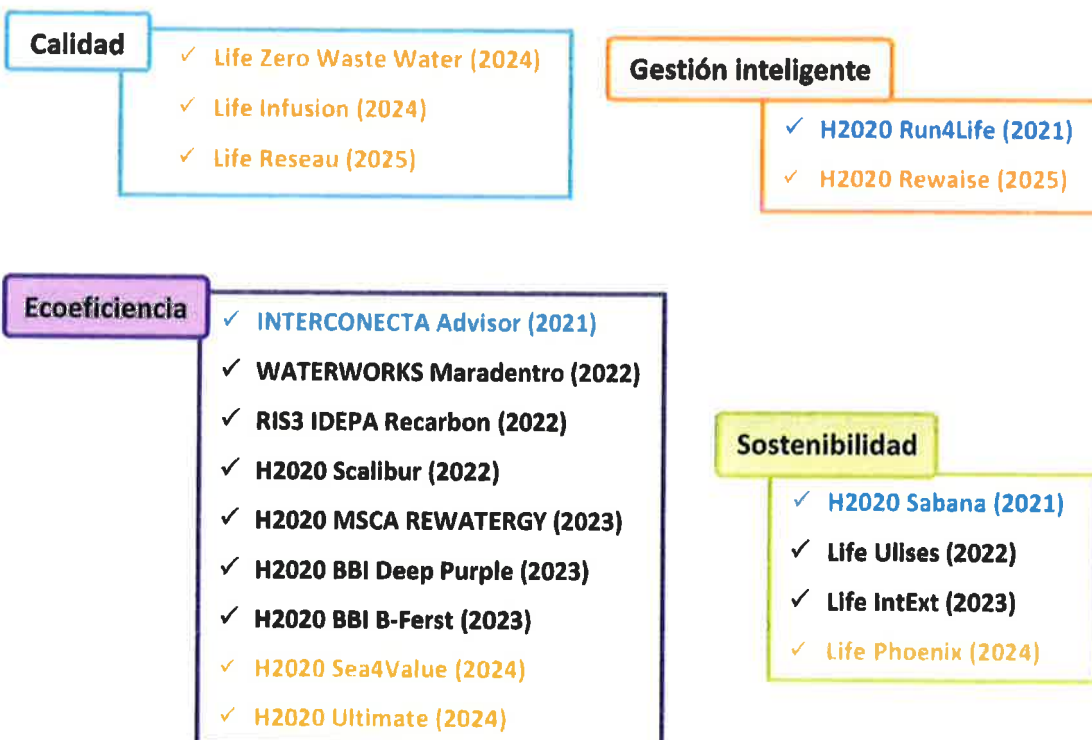 Calidad
✓ Life Zero Waste Water (2024)
✓ Life Infusion (2024)
✓ Life Reseau (2025)
Gestión inteligente
✓ H2020 Run4Life (2021)
✓ H2020 Rewaise (2025)
Ecoeficiencia
✓ INTERCONECTA Advisor (2021)
✓ WATERWORKS Maradentro (2022)
✓ RIS3 IDEPA Recarbon (2022)
✓ H2020 Scalibur (2022)
✓ H2020 MSCA REWATERGY (2023)
✓ H2020 BBI Deep Purple (2023)
✓ H2020 BBI B-Ferst (2023)
✓ H2020 Sea4Value (2024)
✓ H2020 Ultimate (2024)
Sostenibilidad
✓ H2020 Sabana (2021)
✓ Life Ulises (2022)
✓ Life IntExt (2023)
✓ Life Phoenix (2024)